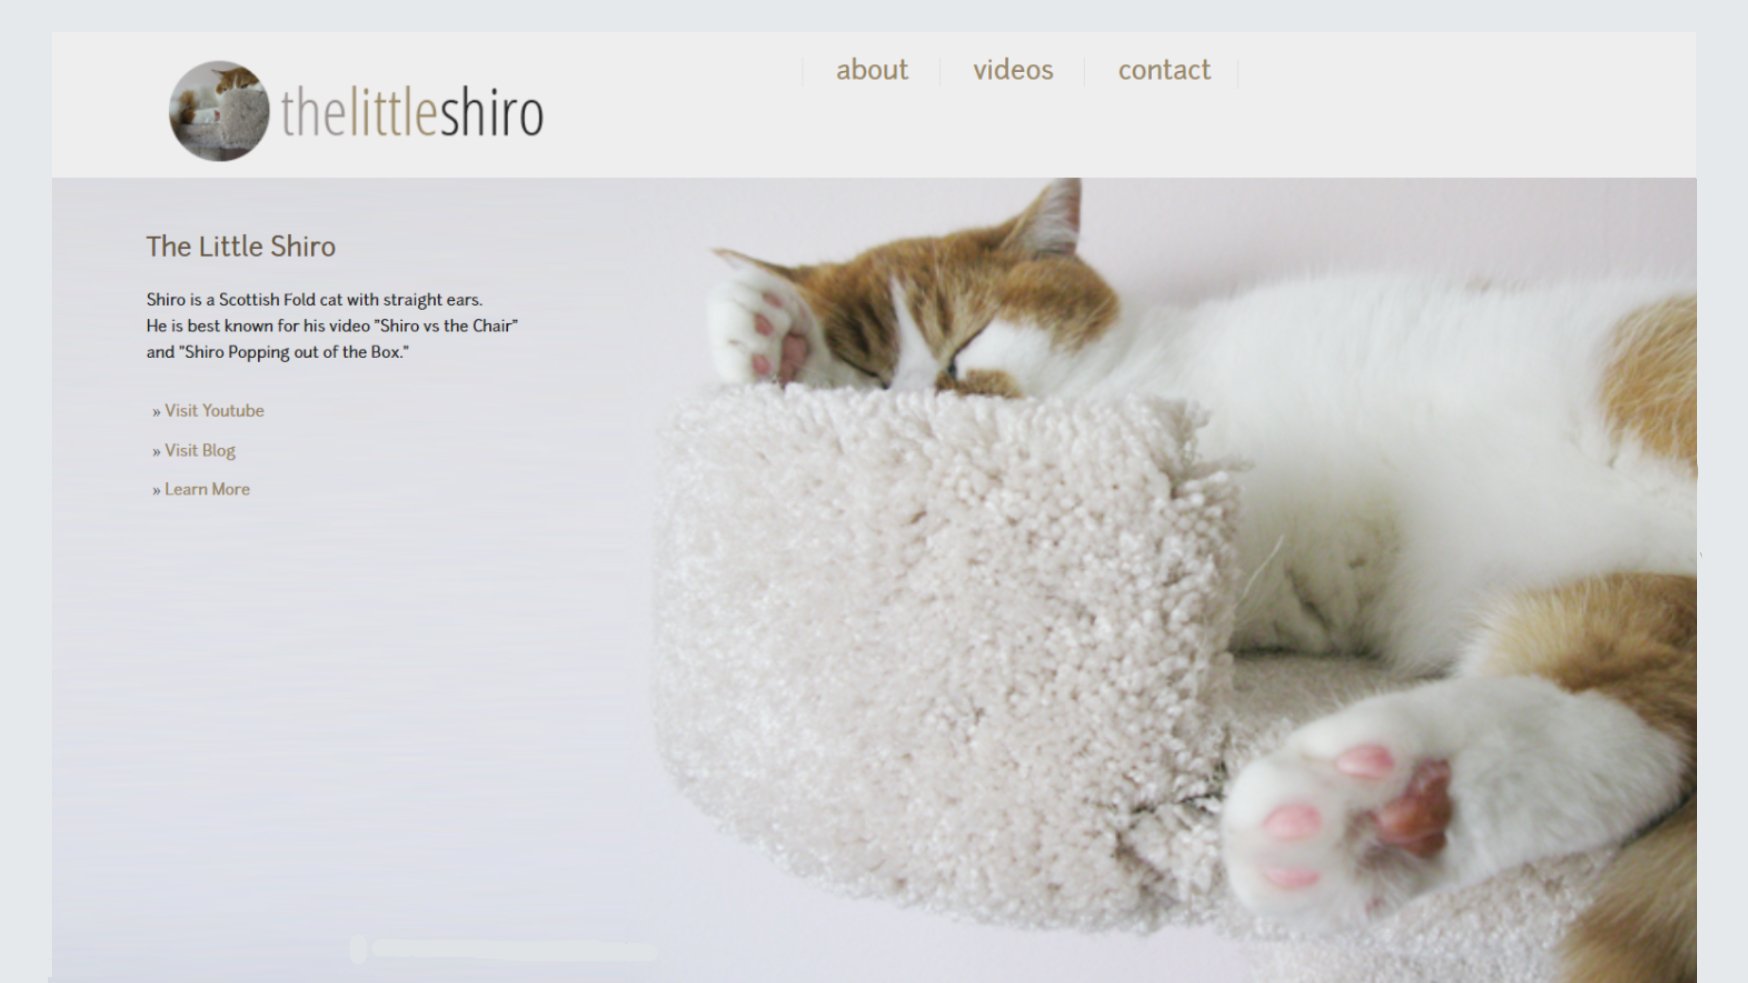 thelittleshiro
about
videos
contact
The Little Shiro
Shiro is a Scottish Fold cat with straight ears.
He is best known for his video "Shiro vs the Chair"
and "Shiro Popping out of the Box."
» Visit Youtube
» Visit Blog
» Learn More